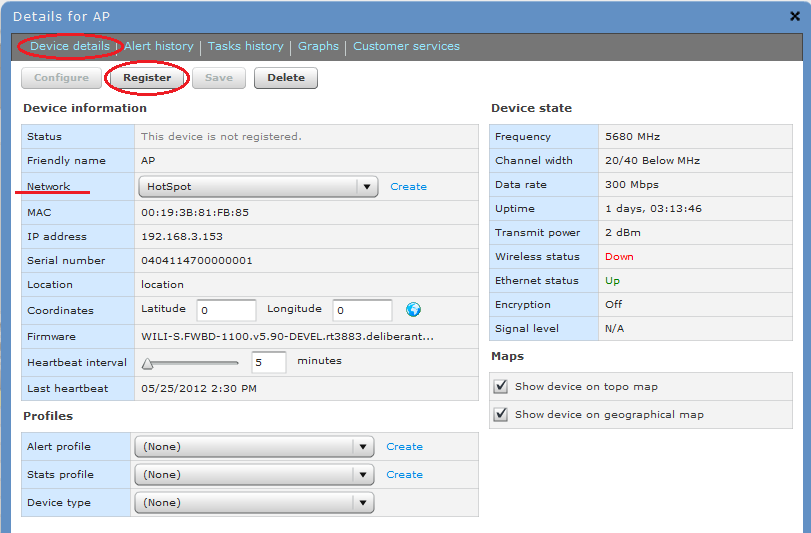 Details for AP
Device details | Alert history | Tasks history | Graphs | Customer services
Configure Register Save Delete
Device information
Status This device is not registered.
Friendly name AP
Network HotSpot Create
MAC 00:19:3B:81:FB:85
IP address 192.168.3.153
Serial number 0404114700000001
Location location
Coordinates Latitude 0 Longitude 0
Firmware WILI-S.FWBD-1100.v5.90-DEVEL.rt3883.deliberant...
Heartbeat interval 5 minutes
Last heartbeat 05/25/2012 2:30 PM
Profiles
Alert profile (None) Create
Stats profile (None) Create
Device type (None)
Device state
Frequency 5680 MHz
Channel width 20/40 Below MHz
Data rate 300 Mbps
Uptime 1 days, 03:13:46
Transmit power 2 dBm
Wireless status Down
Ethernet status Up
Encryption Off
Signal level N/A
Maps
Show device on topo map
Show device on geographical map